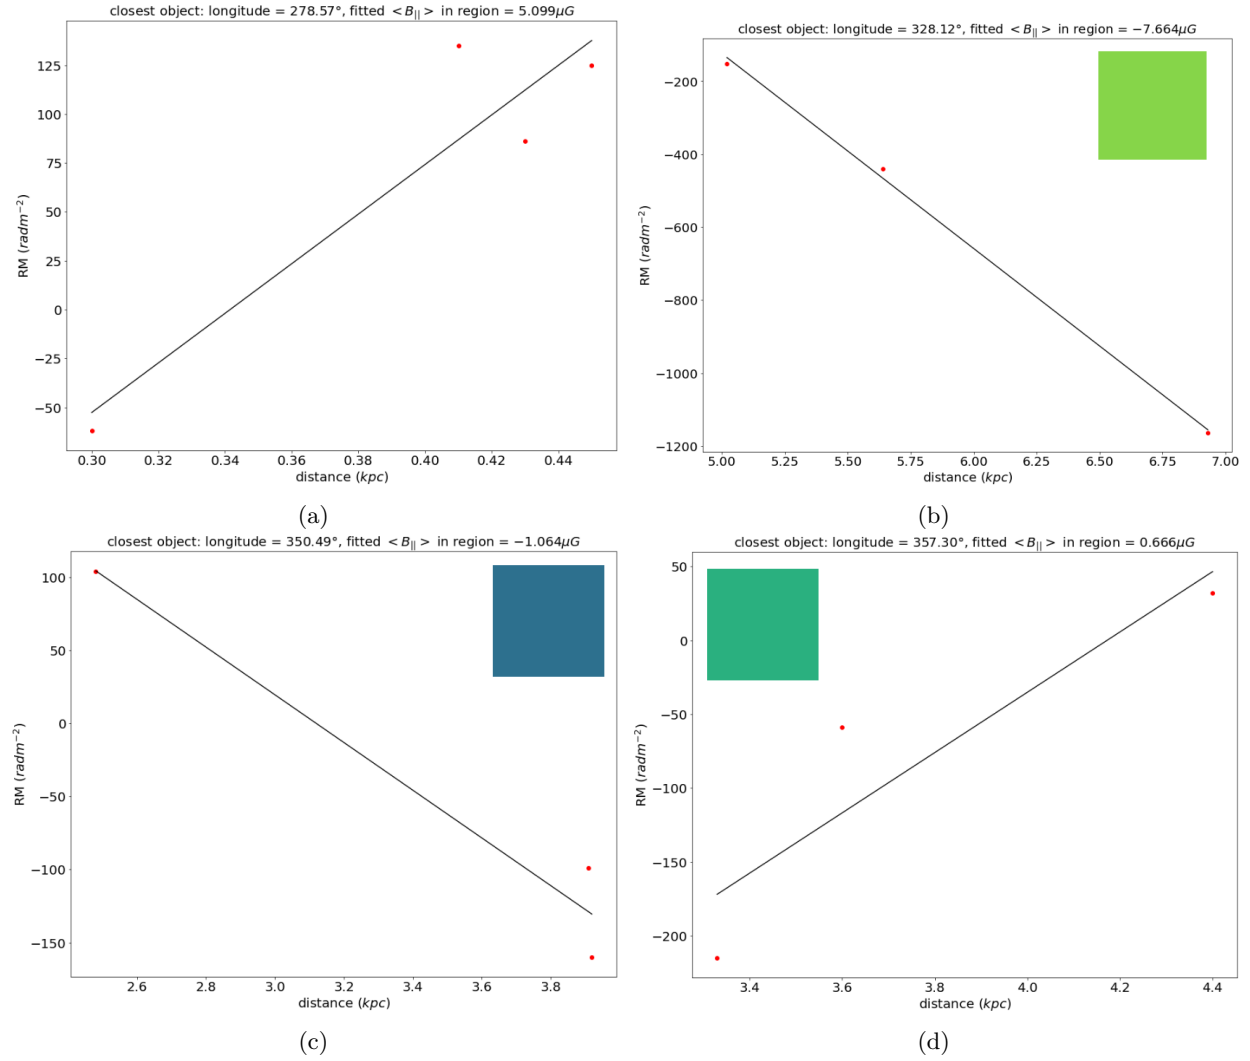 closest object: longitude = 278.57°, fitted < B_{||} > in region = 5.099μG
125
100
75
50
25
0
−25
−50
RM (radm^{−2})
0.30 0.32 0.34 0.36 0.38 0.40 0.42 0.44
distance (kpc)
(a)
closest object: longitude = 328.12°, fitted < B_{||} > in region = −7.664μG
−200
−400
−600
−800
−1000
−1200
RM (radm^{−2})
5.00 5.25 5.50 5.75 6.00 6.25 6.50 6.75 7.00
distance (kpc)
(b)
closest object: longitude = 350.49°, fitted < B_{||} > in region = −1.064μG
100
50
0
−50
−100
−150
RM (radm^{−2})
2.6 2.8 3.0 3.2 3.4 3.6 3.8
distance (kpc)
(c)
closest object: longitude = 357.30°, fitted < B_{||} > in region = 0.666μG
50
0
−50
−100
−150
−200
RM (radm^{−2})
3.4 3.6 3.8 4.0 4.2 4.4
distance (kpc)
(d)